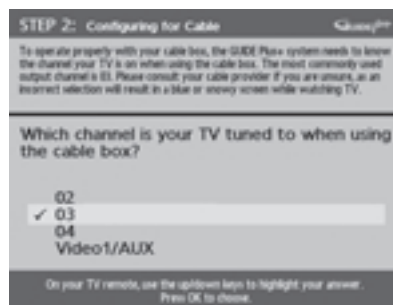 STEP 2: Configuring for Cable
To operate properly with your cable box, the GUIDE Plus+ system needs to know
the channel your TV is on when using the cable box. The most commonly used
output channel is 03. Please consult your cable provider if you are unsure, as an
incorrect selection will result in a blue or snowy screen while watching TV.
Which channel is your TV tuned to when using
the cable box?
02
✓ 03
04
Video1/AUX
On your TV remote, use the up/down keys to highlight your answer.
Press OK to choose.